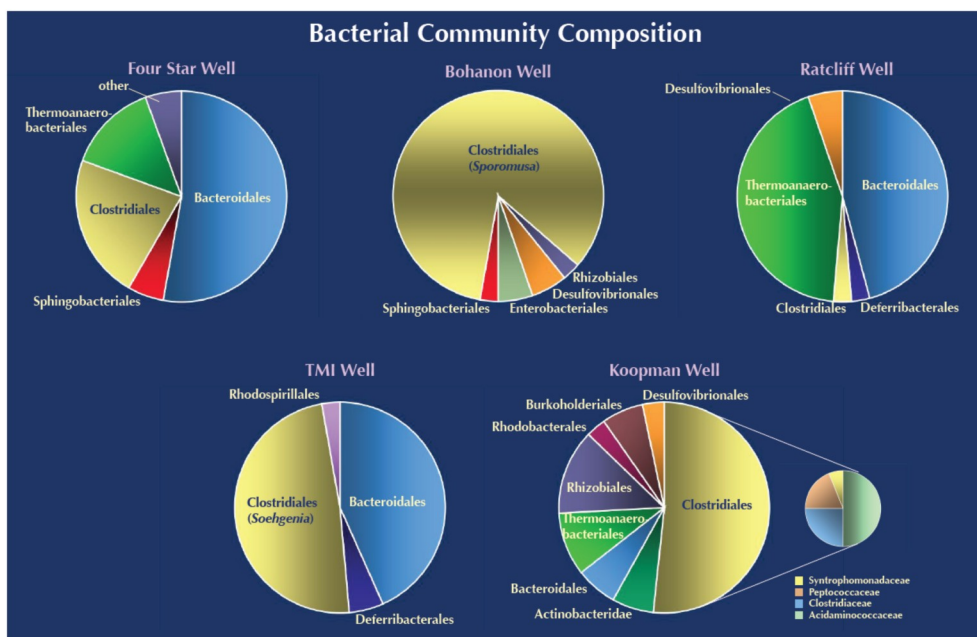 Bacterial Community Composition
Four Star Well
other
Thermoanaero-
bacteriales
Bacteroidales
Clostridiales
Sphingobacteriales
Bohanon Well
Clostridiales
(Sporomusa)
Rhizobiales
Desulfovibrionales
Enterobacteriales
Sphingobacteriales
Ratcliff Well
Desulfovibrionales
Thermoanaero-
bacteriales
Bacteroidales
Clostridiales
Deferribacterales
TMI Well
Rhodospirillales
Clostridiales
(Soehgenia)
Bacteroidales
Deferribacterales
Koopman Well
Desulfovibrionales
Burkoholderiales
Rhodobacterales
Rhizobiales
Clostridiales
Thermoanaero
bacteriales
Bacteroidales
Actinobacteridae
Syntrophomonadaceae
Peptococcaceae
Clostridiaceae
Acidaminococcaceae